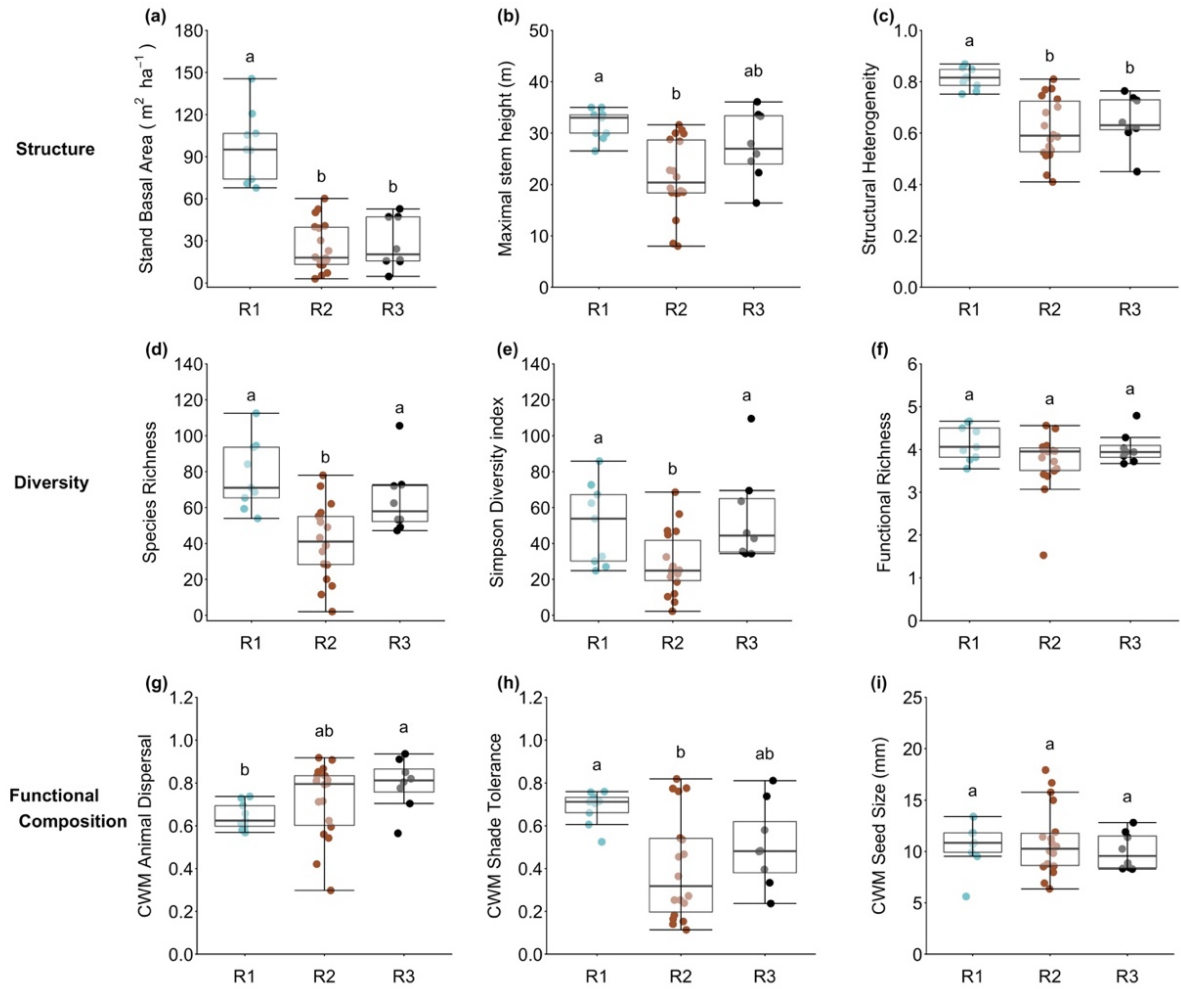 (a)
(b)
(c)
Structure
Stand Basal Area ( m² ha⁻¹ )
180
150
120
90
60
30
0
a
b
b
R1 R2 R3
Maximal stem height (m)
50
40
30
20
10
0
a
b
ab
R1 R2 R3
Structural Heterogeneity
1.0
0.8
0.6
0.4
0.2
0.0
a
b
b
R1 R2 R3
(d)
(e)
(f)
Diversity
Species Richness
140
120
100
80
60
40
20
0
a
b
a
R1 R2 R3
Simpson Diversity index
140
120
100
80
60
40
20
0
a
b
a
R1 R2 R3
Functional Richness
6
5
4
3
2
1
0
a
a
a
R1 R2 R3
(g)
(h)
(i)
Functional
Composition
CWM Animal Dispersal
1.2
1.0
0.8
0.6
0.4
0.2
0.0
b
ab
a
R1 R2 R3
CWM Shade Tolerance
1.2
1.0
0.8
0.6
0.4
0.2
0.0
a
b
ab
R1 R2 R3
CWM Seed Size (mm)
25
20
15
10
5
0
a
a
a
R1 R2 R3